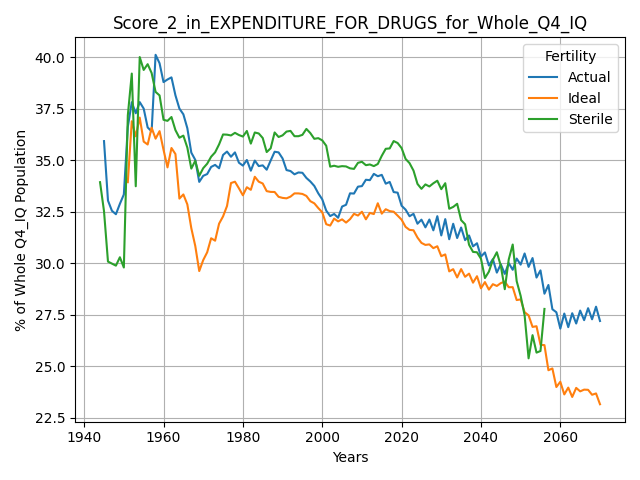 Score_2_in_EXPENDITURE_FOR_DRUGS_for_Whole_Q4_IQ
Fertility
Actual
Ideal
Sterile
% of Whole Q4_IQ Population
40.0
37.5
35.0
32.5
30.0
27.5
25.0
22.5
1940 1960 1980 2000 2020 2040 2060
Years